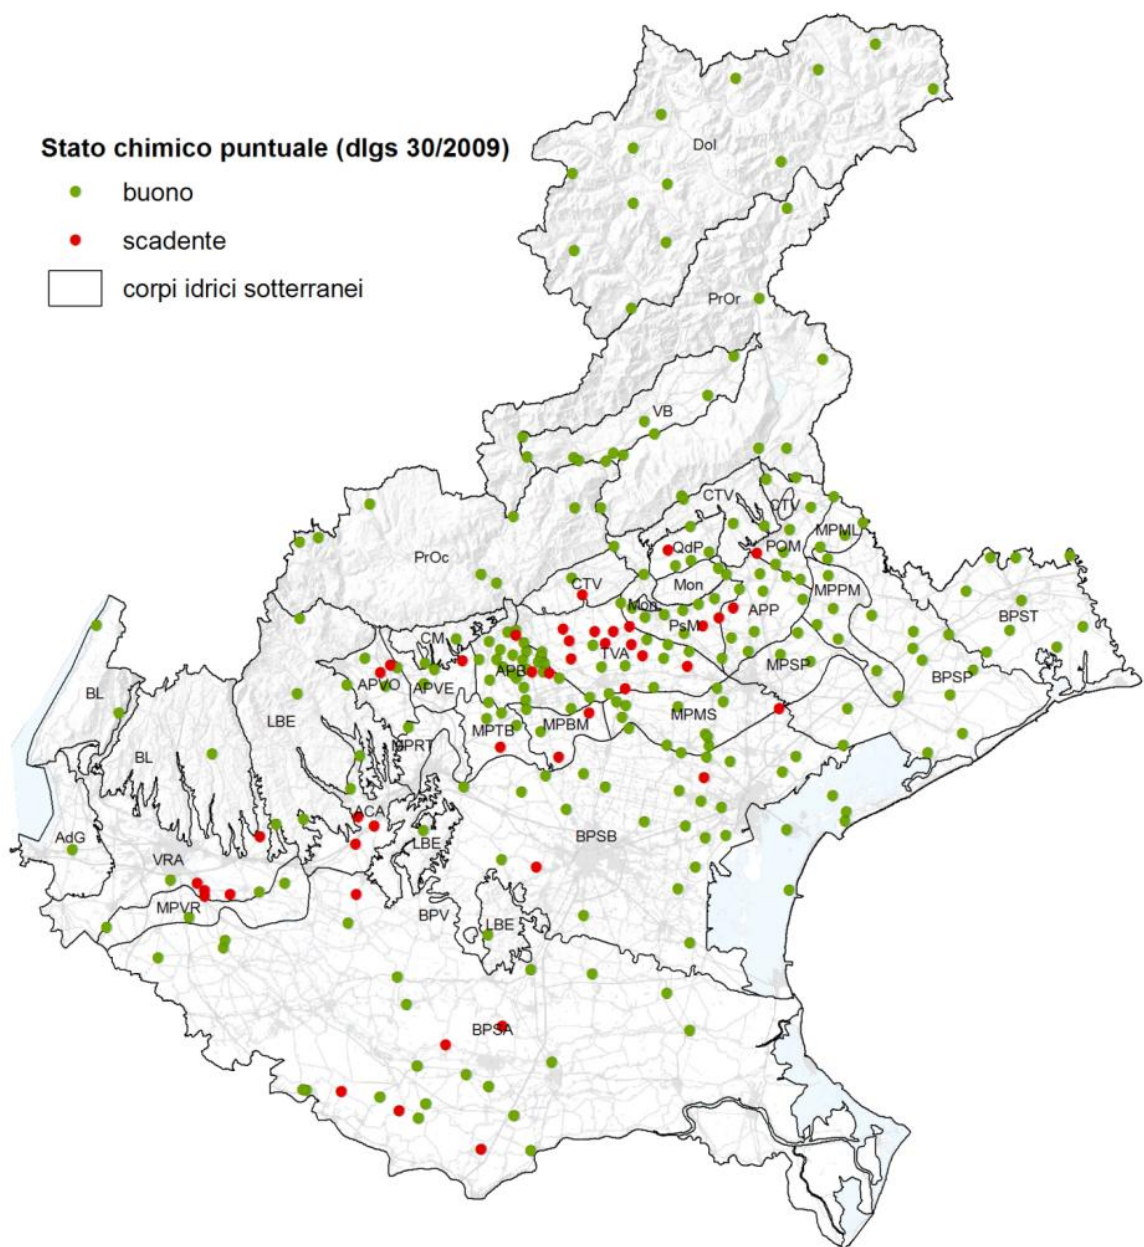 Stato chimico puntuale (dlgs 30/2009)
buono
scadente
corpi idrici sotterranei
Dol
PrOr
VB
CTV
CTV
PrOc
QdP
POM
MPML
CTV
Mon
Mon
MPPM
APP
BPST
PsM
CM
TVA
APB
MPSP
BPSP
APVO
APVE
BL
LBE
MPTB
MPBM
MPMS
MPRT
BL
ACA
AdG
LBE
BPSB
VRA
MPVR
BPV
LBE
BPSA